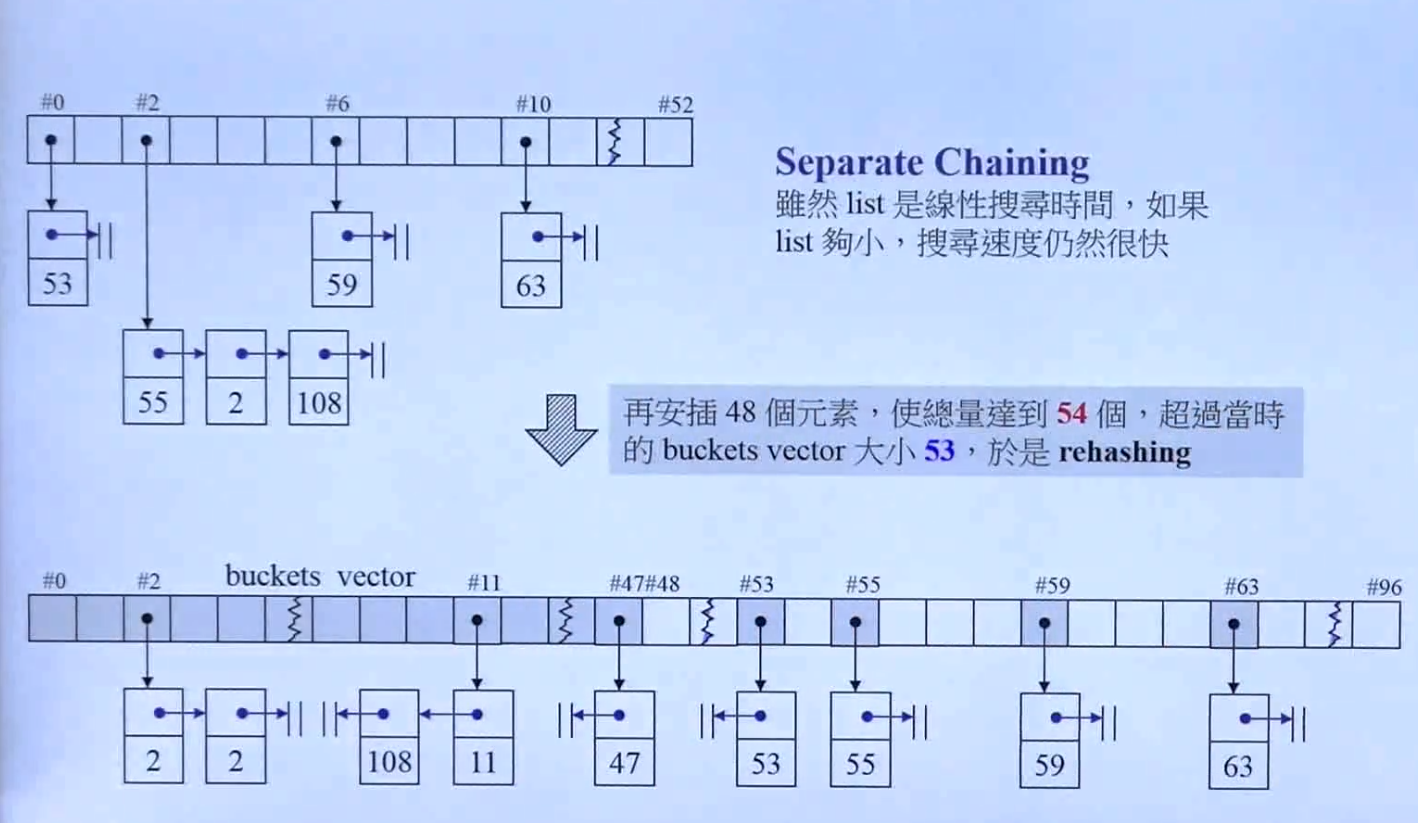 #0 #2 #6 #10 #52
Separate Chaining
雖然 list 是線性搜尋時間，如果
list 夠小，搜尋速度仍然很快
53 59 63
55 2 108
再安插 48 個元素，使總量達到 54 個，超過當時
的 buckets vector 大小 53，於是 rehashing
buckets vector
#0 #2 #11 #47 #48 #53 #55 #59 #63 #96
2 2 108 11 47 53 55 59 63